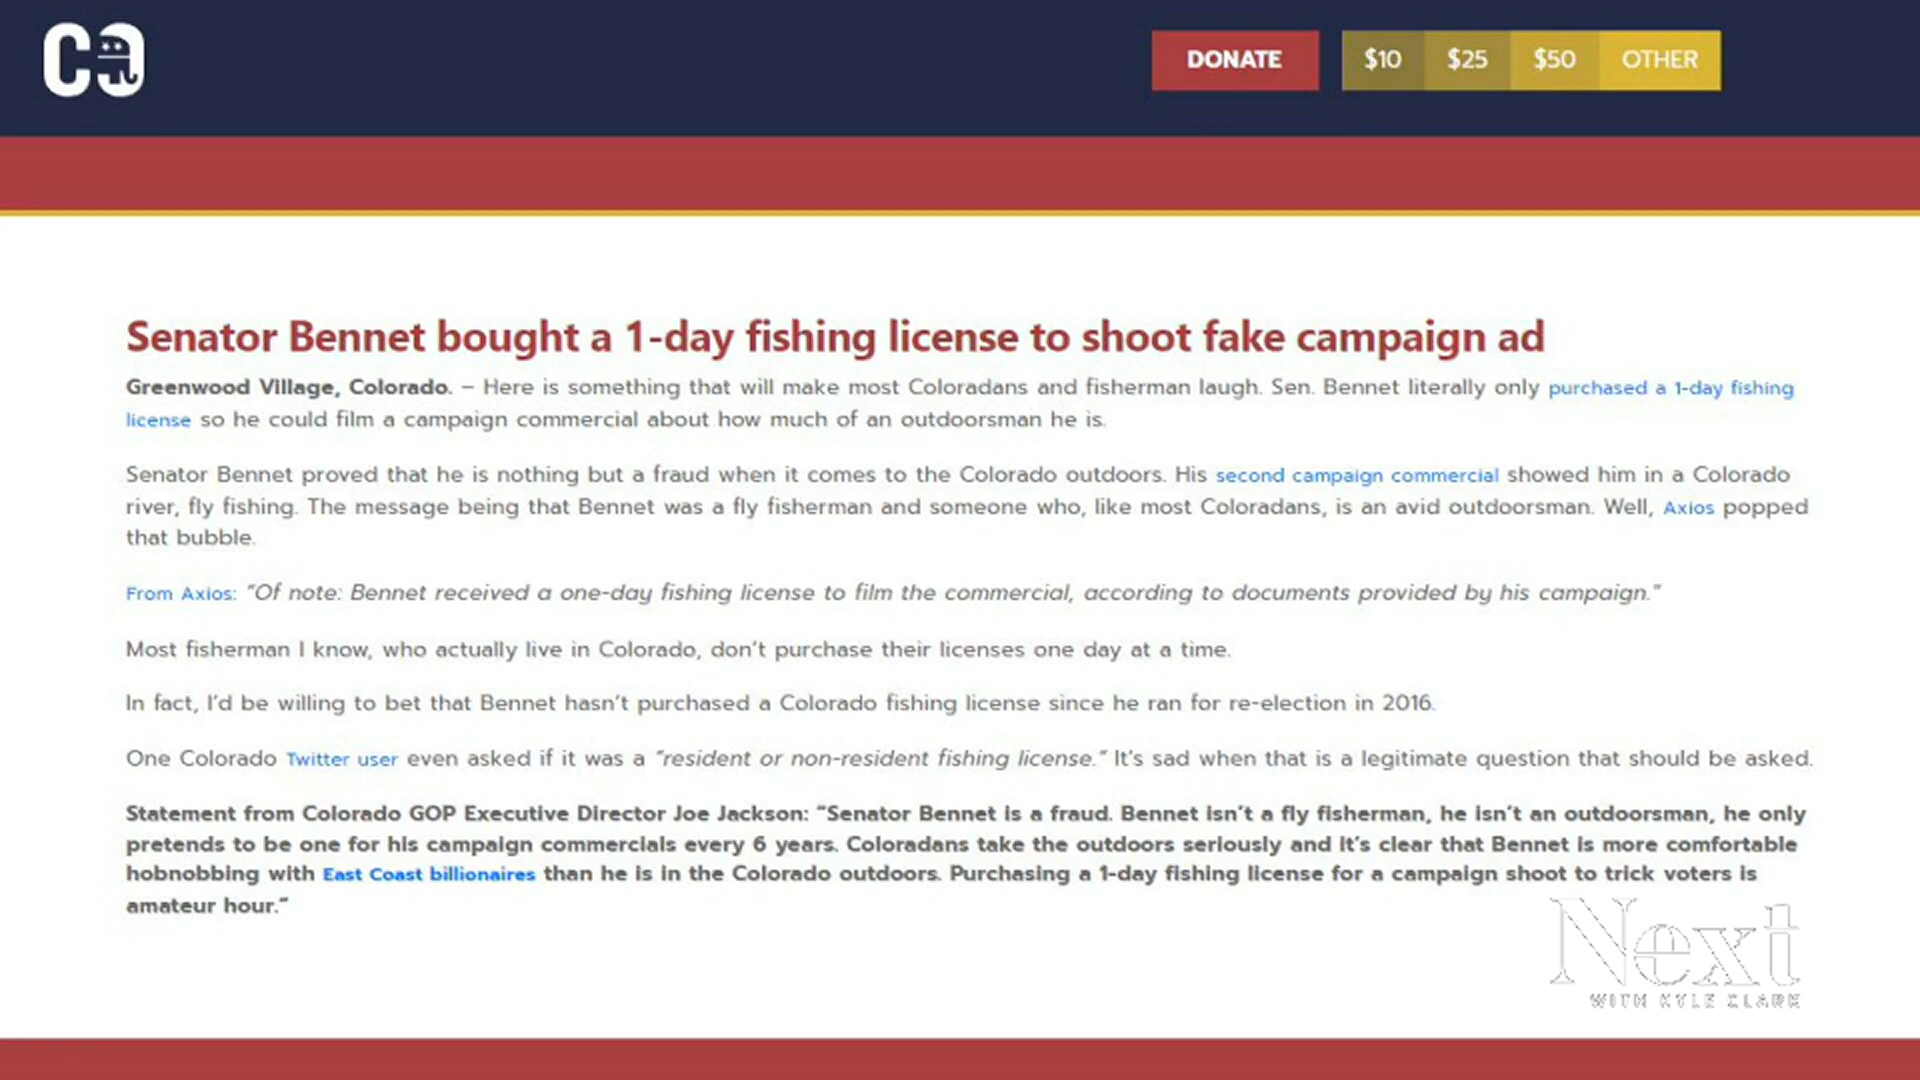 CO
DONATE $10 $25 $50 OTHER
Senator Bennet bought a 1-day fishing license to shoot fake campaign ad
Greenwood Village, Colorado. – Here is something that will make most Coloradans and fisherman laugh. Sen. Bennet literally only purchased a 1-day fishing
license so he could film a campaign commercial about how much of an outdoorsman he is.
Senator Bennet proved that he is nothing but a fraud when it comes to the Colorado outdoors. His second campaign commercial showed him in a Colorado
river, fly fishing. The message being that Bennet was a fly fisherman and someone who, like most Coloradans, is an avid outdoorsman. Well, Axios popped
that bubble.
From Axios: “Of note: Bennet received a one-day fishing license to film the commercial, according to documents provided by his campaign.”
Most fisherman I know, who actually live in Colorado, don’t purchase their licenses one day at a time.
In fact, I’d be willing to bet that Bennet hasn’t purchased a Colorado fishing license since he ran for re-election in 2016.
One Colorado Twitter user even asked if it was a “resident or non-resident fishing license.” It’s sad when that is a legitimate question that should be asked.
Statement from Colorado GOP Executive Director Joe Jackson: “Senator Bennet is a fraud. Bennet isn’t a fly fisherman, he isn’t an outdoorsman, he only
pretends to be one for his campaign commercials every 6 years. Coloradans take the outdoors seriously and it’s clear that Bennet is more comfortable
hobnobbing with East Coast billionaires than he is in the Colorado outdoors. Purchasing a 1-day fishing license for a campaign shoot to trick voters is
amateur hour.”
Next
WITH KYLE CLARK